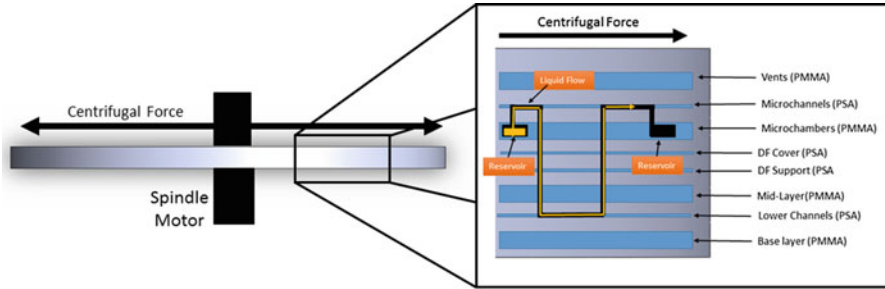 Centrifugal Force
Spindle
Motor
Centrifugal Force
Liquid Flow
Reservoir
Reservoir
Vents (PMMA)
Microchannels (PSA)
Microchambers (PMMA)
DF Cover (PSA)
DF Support (PSA
Mid-Layer(PMMA)
Lower Channels (PSA)
Base layer (PMMA)